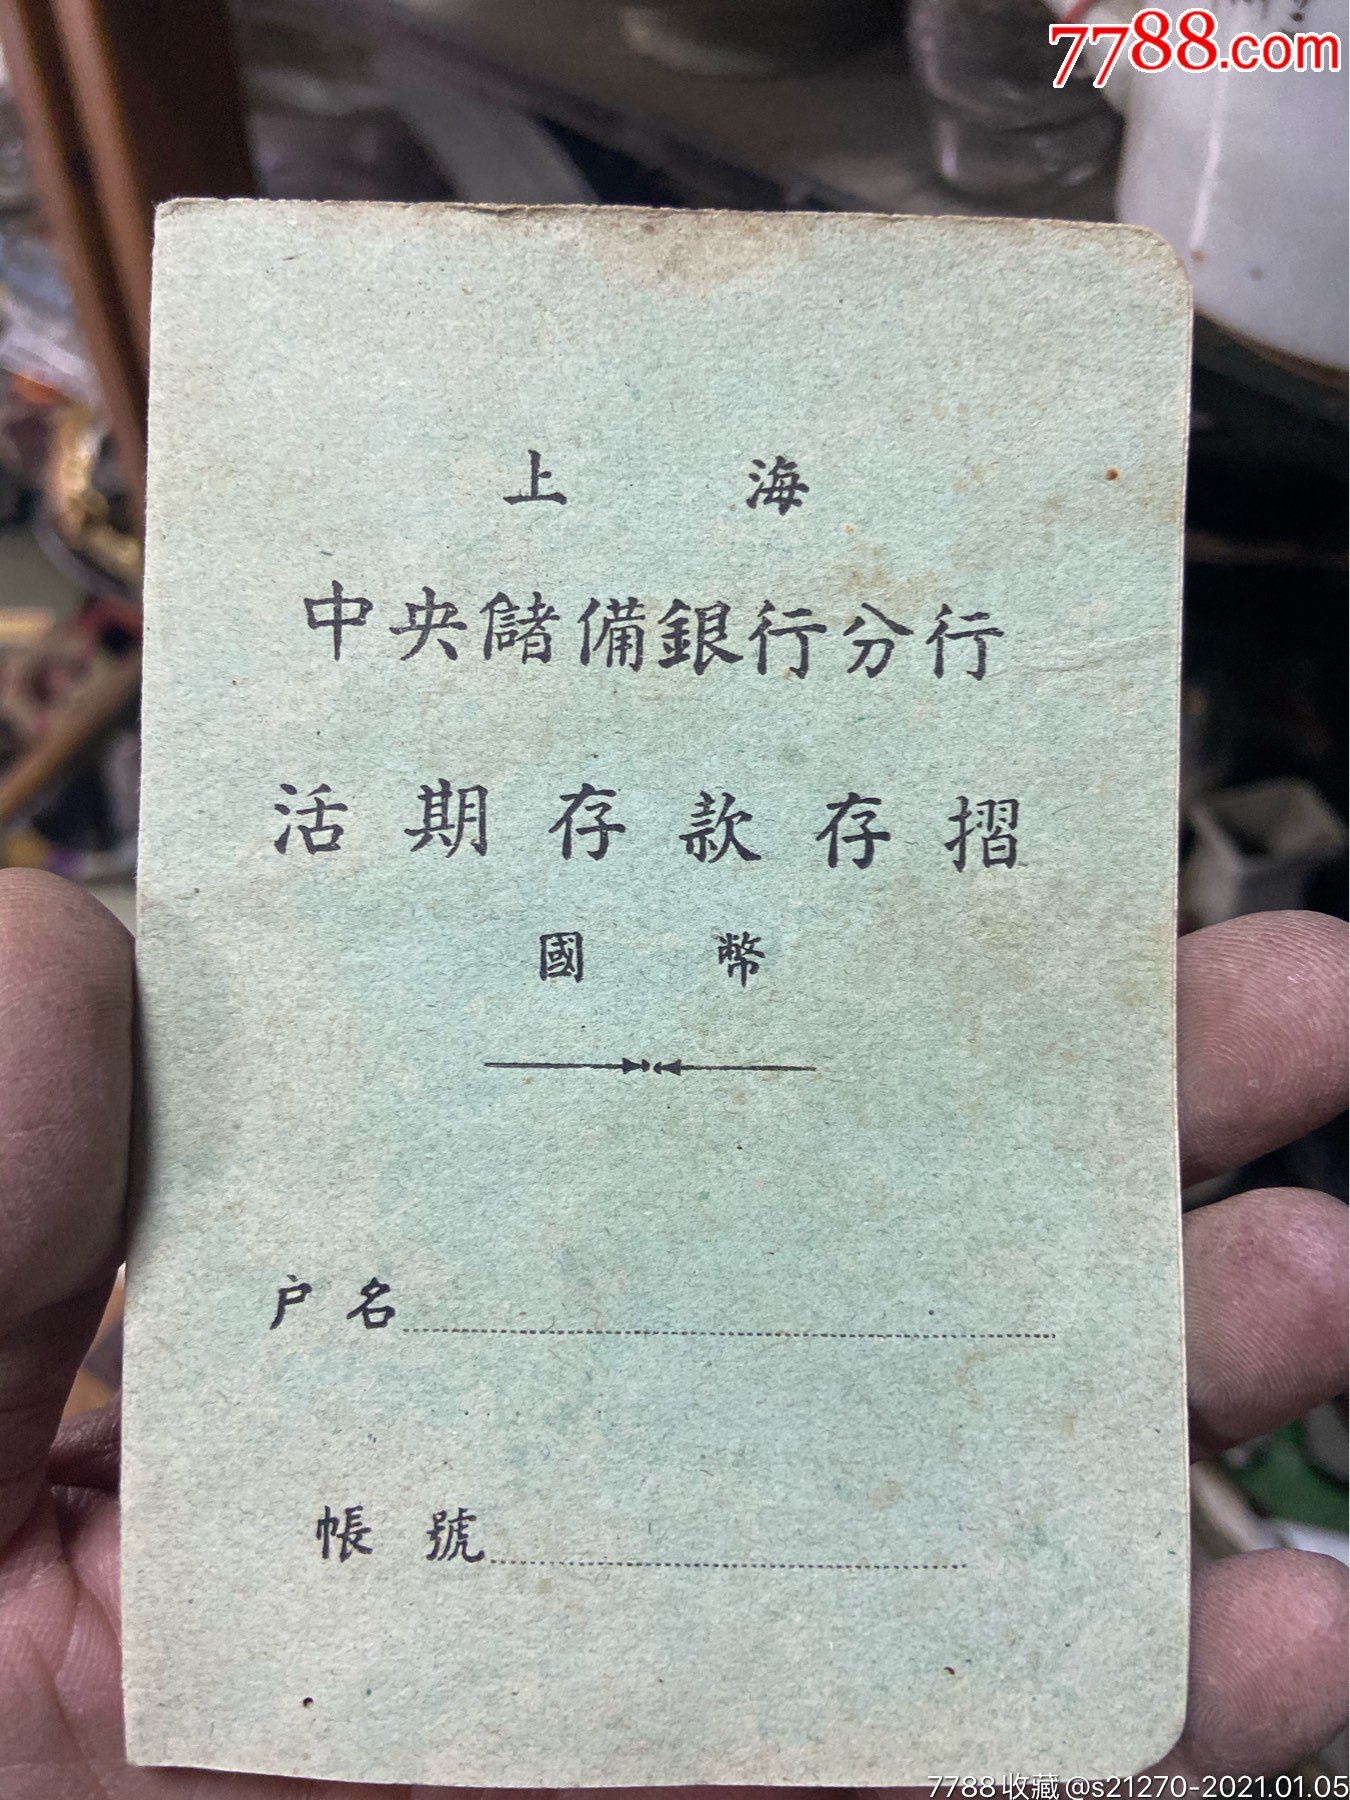 7788.com
上海
中央儲備銀行分行
活期存款存摺
國幣
户名
帳號
7788收藏@s21270-2021.01.05